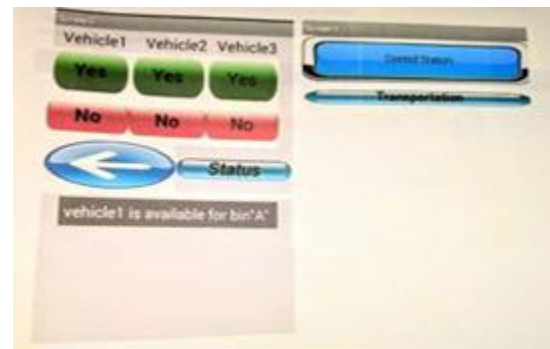 Vehicle1 Vehicle2 Vehicle3
Yes Yes Yes
No No No
Status
vehicle1 is available for bin"A"
Transportation